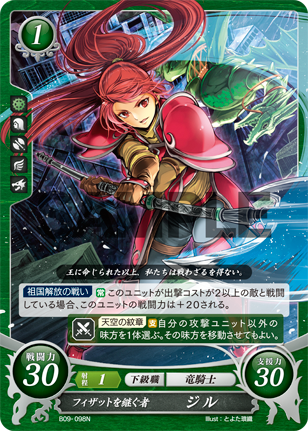 1
SAMPLE
王に命じられた以上、私たちは戦わざるを得ない。
祖国解放の戦い 常 このユニットが出撃コストが2以上の敵と戦闘
している場合、このユニットの戦闘力は+20される。
天空の紋章 支 自分の攻撃ユニット以外の
味方を1体選ぶ。その味方を移動させてもよい。
戦闘力
30
射程 1 下級職 竜騎士
支援力
30
フィザットを継ぐ者 ジル
B09-098N
Illust：とよた瑣織